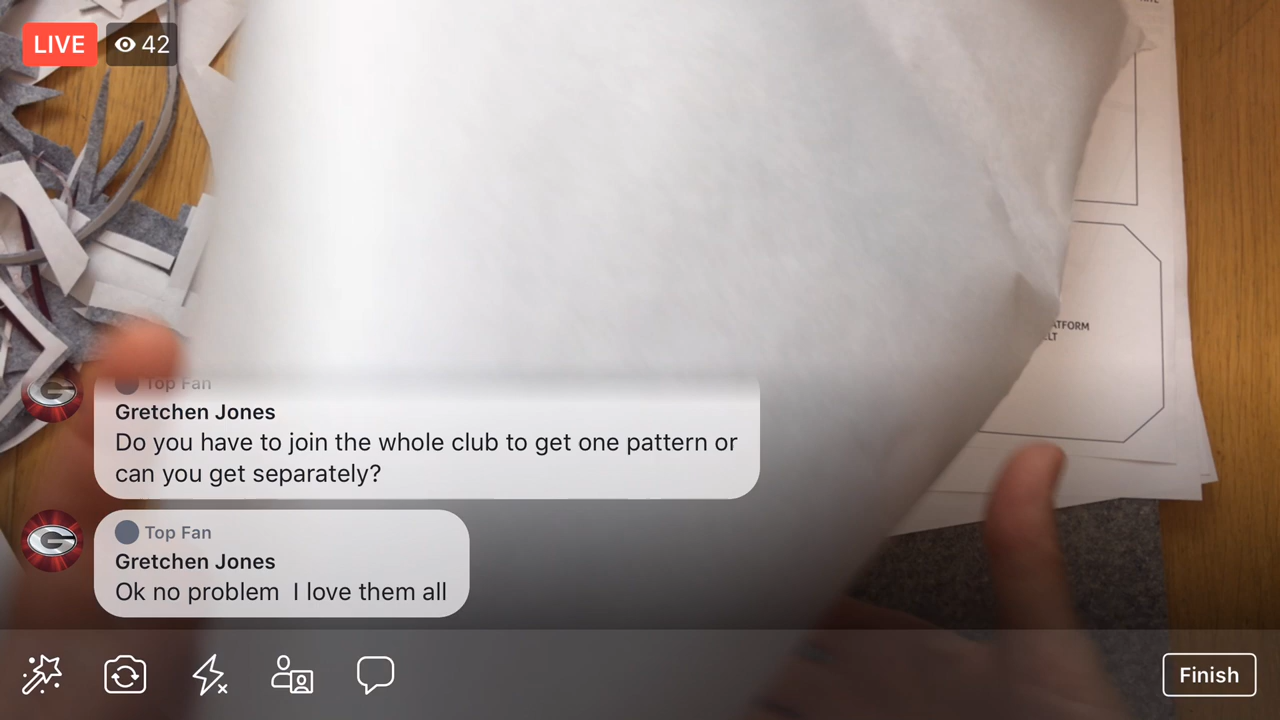 LIVE 42
Top Fan
Gretchen Jones
Do you have to join the whole club to get one pattern or
can you get separately?
Top Fan
Gretchen Jones
Ok no problem  I love them all
Finish